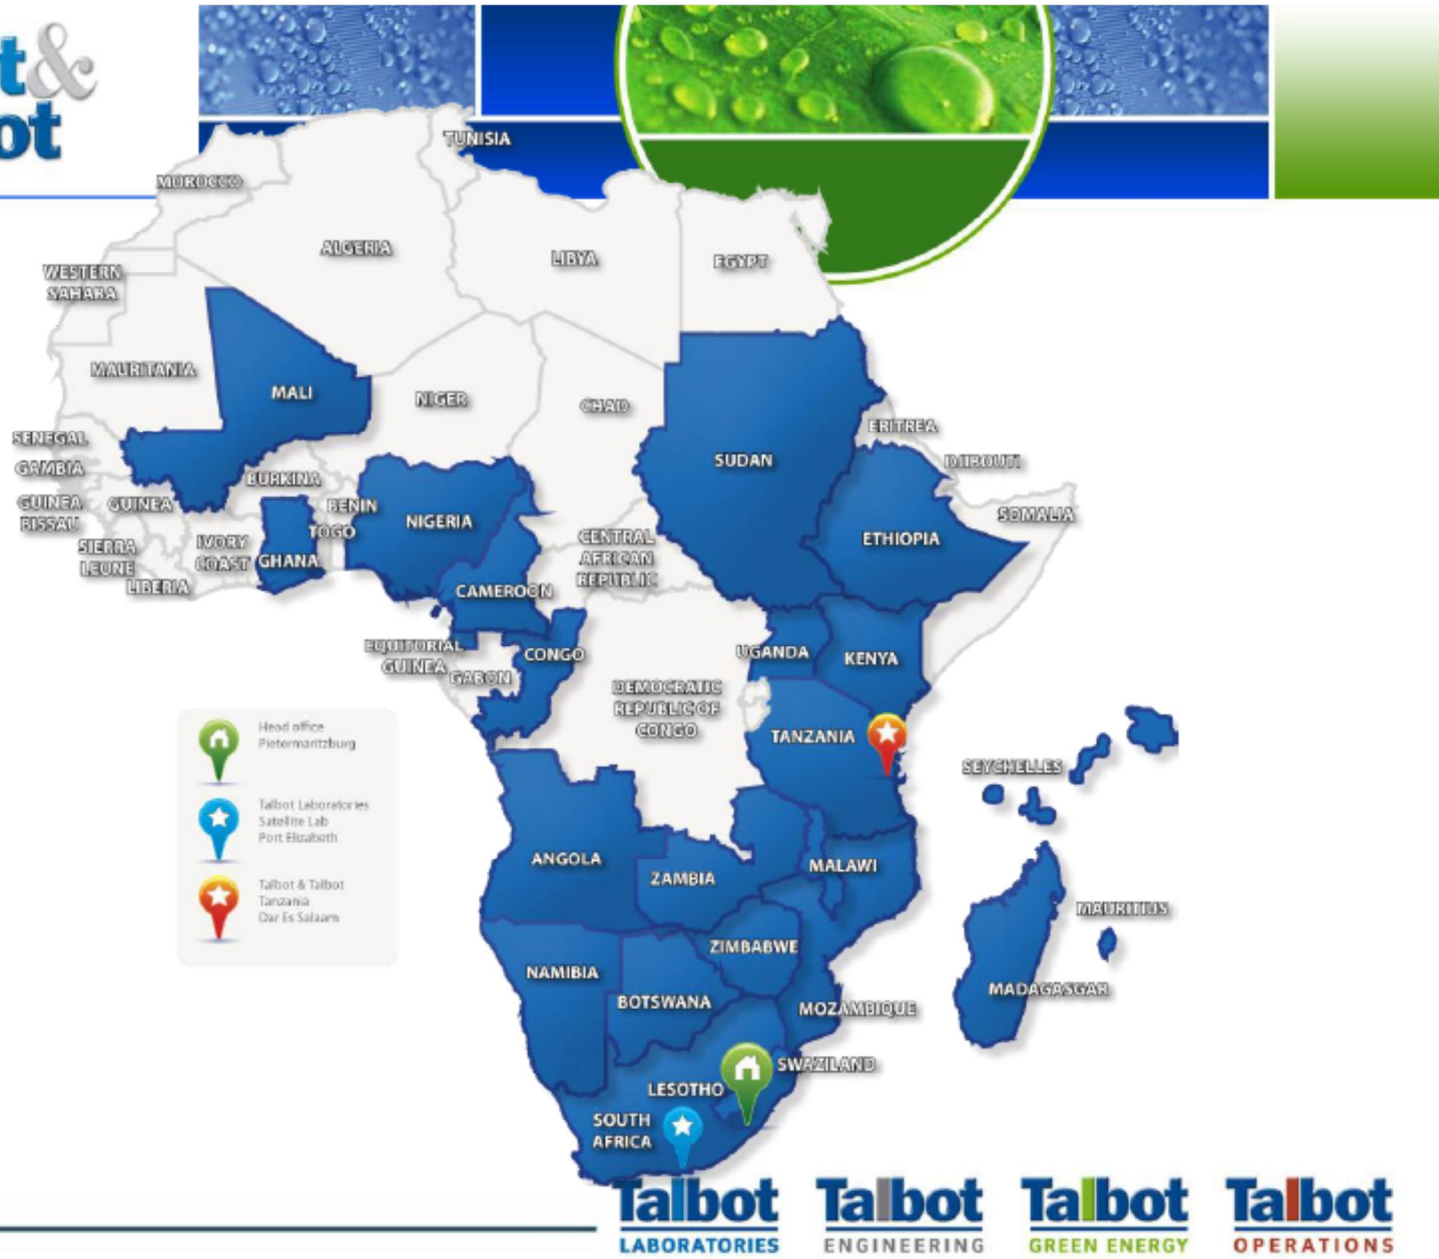 t&
ot
TUNISIA
MOROCCO
ALGERIA
LIBYA
EGYPT
WESTERN
SAHARA
MAURITANIA
MALI
NIGER
CHAD
SUDAN
ERITREA
DJIBOUTI
SENEGAL
GAMBIA
GUINEA
BISSAU
GUINEA
BURKINA
BENIN
TOGO
NIGERIA
SIERRA
LEONE
LIBERIA
IVORY
COAST
GHANA
CENTRAL
AFRICAN
REPUBLIC
ETHIOPIA
SOMALIA
CAMEROON
EQUITORIAL
GUINEA
GABON
CONGO
UGANDA
KENYA
DEMOCRATIC
REPUBLIC OF
CONGO
TANZANIA
SEYCHELLES
Head office
Pietermaritzburg
Talbot Laboratories
Satellite Lab
Port Elizabeth
Talbot & Talbot
Tanzania
Dar Es Salaam
ANGOLA
ZAMBIA
MALAWI
MAURITIUS
ZIMBABWE
NAMIBIA
BOTSWANA
MOZAMBIQUE
MADAGASGAR
SWAZILAND
LESOTHO
SOUTH
AFRICA
Talbot
LABORATORIES
Talbot
ENGINEERING
Talbot
GREEN ENERGY
Talbot
OPERATIONS